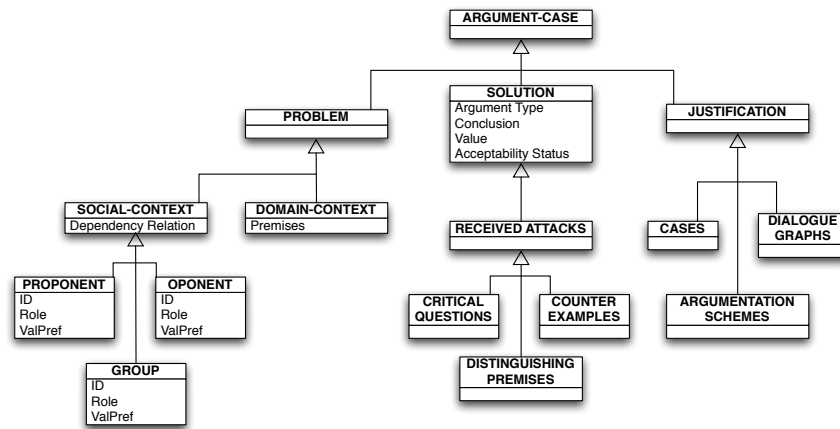 ARGUMENT-CASE
PROBLEM
SOLUTION
Argument Type
Conclusion
Value
Acceptability Status
JUSTIFICATION
SOCIAL-CONTEXT
Dependency Relation
DOMAIN-CONTEXT
Premises
RECEIVED ATTACKS
CASES
DIALOGUE
GRAPHS
PROPONENT
ID
Role
ValPref
OPONENT
ID
Role
ValPref
CRITICAL
QUESTIONS
COUNTER
EXAMPLES
ARGUMENTATION
SCHEMES
GROUP
ID
Role
ValPref
DISTINGUISHING
PREMISES